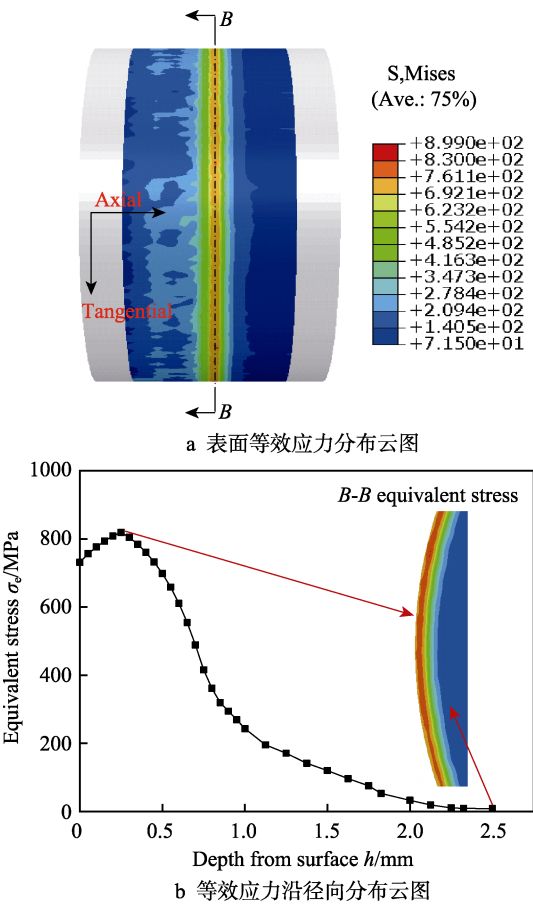 B
S,Mises
(Ave.: 75%)
+8.990e+02
+8.300e+02
+7.611e+02
+6.921e+02
+6.232e+02
+5.542e+02
+4.852e+02
+4.163e+02
+3.473e+02
+2.784e+02
+2.094e+02
+1.405e+02
+7.150e+01
Axial
Tangential
B
a 表面等效应力分布云图
1000
800
600
400
200
0
Equivalent stress σe/MPa
B-B equivalent stress
0
0.5
1.0
1.5
2.0
2.5
Depth from surface h/mm
b 等效应力沿径向分布云图